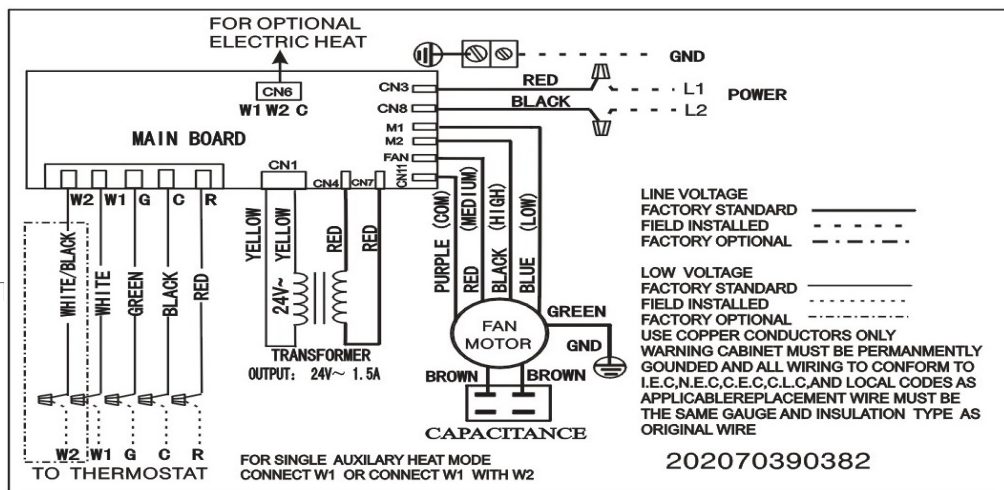 FOR OPTIONAL
ELECTRIC HEAT
CN6
W1 W2 C
MAIN BOARD
CN3
CN8
M1
M2
FAN
CN11
CN1
CN4
CN7
RED
BLACK
GND
L1
L2
POWER
W2 W1 G C R
WHITE/BLACK
WHITE
GREEN
BLACK
RED
YELLOW
YELLOW
24V~
RED
RED
TRANSFORMER
OUTPUT: 24V~ 1.5A
PURPLE (COM)
RED (MEDIUM)
BLACK (HIGH)
BLUE (LOW)
FAN
MOTOR
GREEN
GND
BROWN
BROWN
CAPACITANCE
W2 W1 G C R
TO THERMOSTAT
FOR SINGLE AUXILARY HEAT MODE
CONNECT W1 OR CONNECT W1 WITH W2
LINE VOLTAGE
FACTORY STANDARD
FIELD INSTALLED
FACTORY OPTIONAL
LOW VOLTAGE
FACTORY STANDARD
FIELD INSTALLED
FACTORY OPTIONAL
USE COPPER CONDUCTORS ONLY
WARNING CABINET MUST BE PERMANMENTLY
GOUNDED AND ALL WIRING TO CONFORM TO
I.E.C,N.E.C,C.E.C,C.L.C,AND LOCAL CODES AS
APPLICABLEREPLACEMENT WIRE MUST BE
THE SAME GAUGE AND INSULATION TYPE AS
ORIGINAL WIRE
202070390382